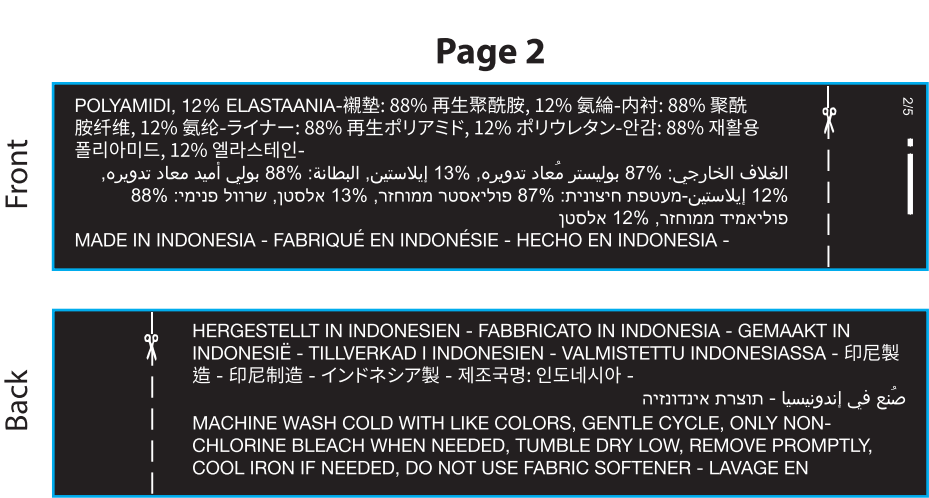 Page 2
Front
POLYAMIDI, 12% ELASTAANIA-襯墊: 88% 再生聚酰胺, 12% 氨綸-内衬: 88% 聚酰
胺纤维, 12% 氨纶-ライナー: 88% 再生ポリアミド, 12% ポリウレタン-안감: 88% 재활용
폴리아미드, 12% 엘라스테인-
الغلاف الخارجي: 87% بوليستر مُعاد تدويره, 13% إيلاستين, البطانة: 88% بولي أميد معاد تدويره,
12% إيلاستين-מעטפת חיצונית: 87% פוליאסטר ממוחזר, 13% אלסטן, שרוול פנימי: 88%
פוליאמיד ממוחזר, 12% אלסטן
MADE IN INDONESIA - FABRIQUÉ EN INDONÉSIE - HECHO EN INDONESIA -
2/5
Back
HERGESTELLT IN INDONESIEN - FABBRICATO IN INDONESIA - GEMAAKT IN
INDONESIË - TILLVERKAD I INDONESIEN - VALMISTETTU INDONESIASSA - 印尼製
造 - 印尼制造 - インドネシア製 - 제조국명: 인도네시아 -
صُنع في إندونيسيا - תוצרת אינדונזיה
MACHINE WASH COLD WITH LIKE COLORS, GENTLE CYCLE, ONLY NON-
CHLORINE BLEACH WHEN NEEDED, TUMBLE DRY LOW, REMOVE PROMPTLY,
COOL IRON IF NEEDED, DO NOT USE FABRIC SOFTENER - LAVAGE EN